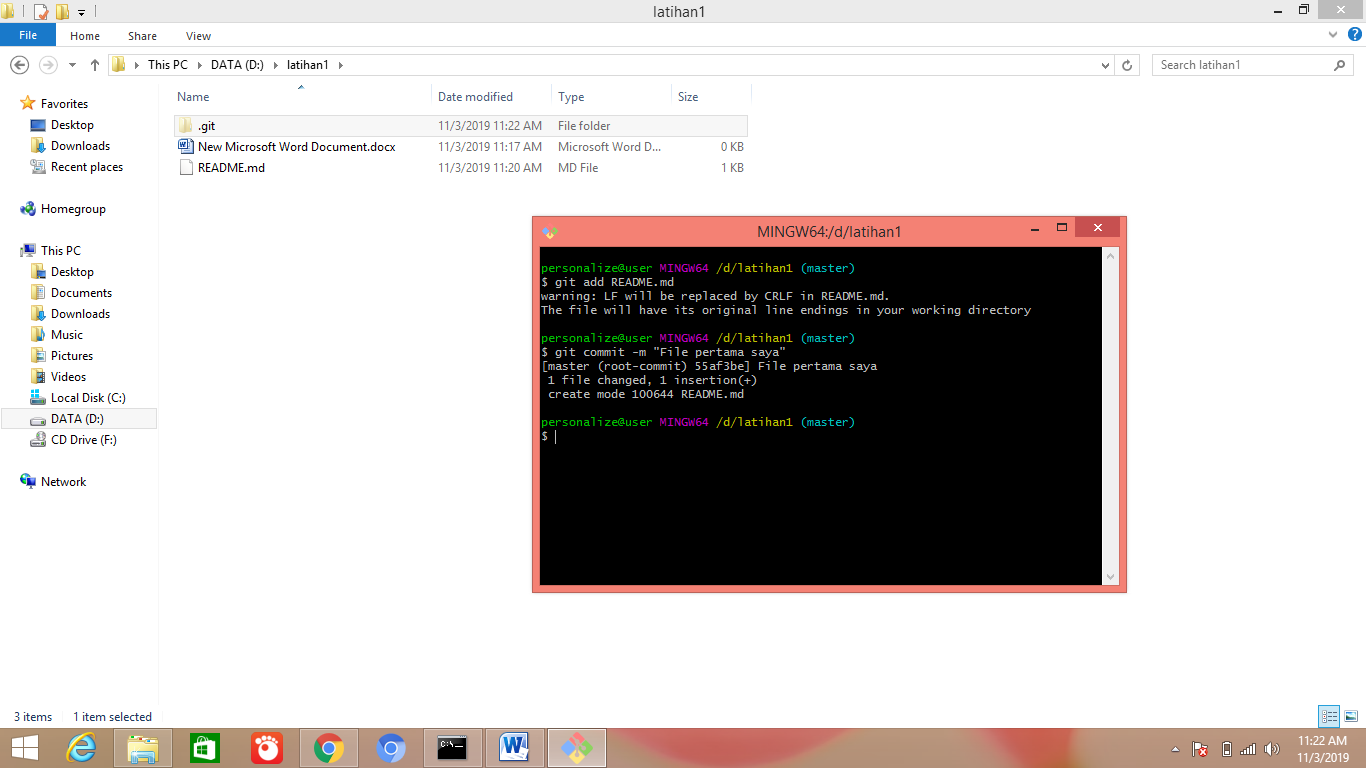 latihan1
File Home Share View
This PC DATA (D:) latihan1
Search latihan1
Name Date modified Type Size
.git 11/3/2019 11:22 AM File folder
New Microsoft Word Document.docx 11/3/2019 11:17 AM Microsoft Word D... 0 KB
README.md 11/3/2019 11:20 AM MD File 1 KB
Favorites
Desktop
Downloads
Recent places
Homegroup
This PC
Desktop
Documents
Downloads
Music
Pictures
Videos
Local Disk (C:)
DATA (D:)
CD Drive (F:)
Network
MINGW64:/d/latihan1
personalize@user MINGW64 /d/latihan1 (master)
$ git add README.md
warning: LF will be replaced by CRLF in README.md.
The file will have its original line endings in your working directory
personalize@user MINGW64 /d/latihan1 (master)
$ git commit -m "File pertama saya"
[master (root-commit) 55af3be] File pertama saya
1 file changed, 1 insertion(+)
create mode 100644 README.md
personalize@user MINGW64 /d/latihan1 (master)
$
3 items 1 item selected
C:\
11:22 AM
11/3/2019